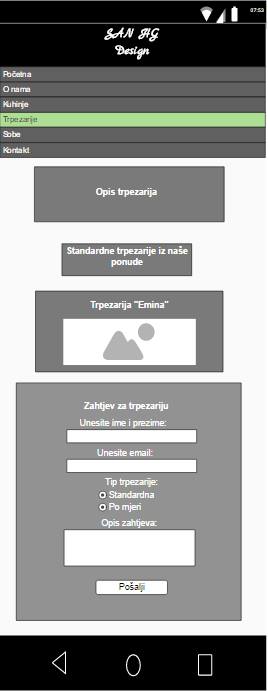 07:53
SAN HG
Design
Početna
O nama
Kuhinje
Trpezarije
Sobe
Kontakt
Opis trpezarija
Standardne trpezarije iz naše
ponude
Trpezarija "Emina"
Zahtjev za trpezariju
Unesite ime i prezime:
Unesite email:
Tip trpezarije:
Standardna
Po mjeri
Opis zahtjeva:
Pošalji